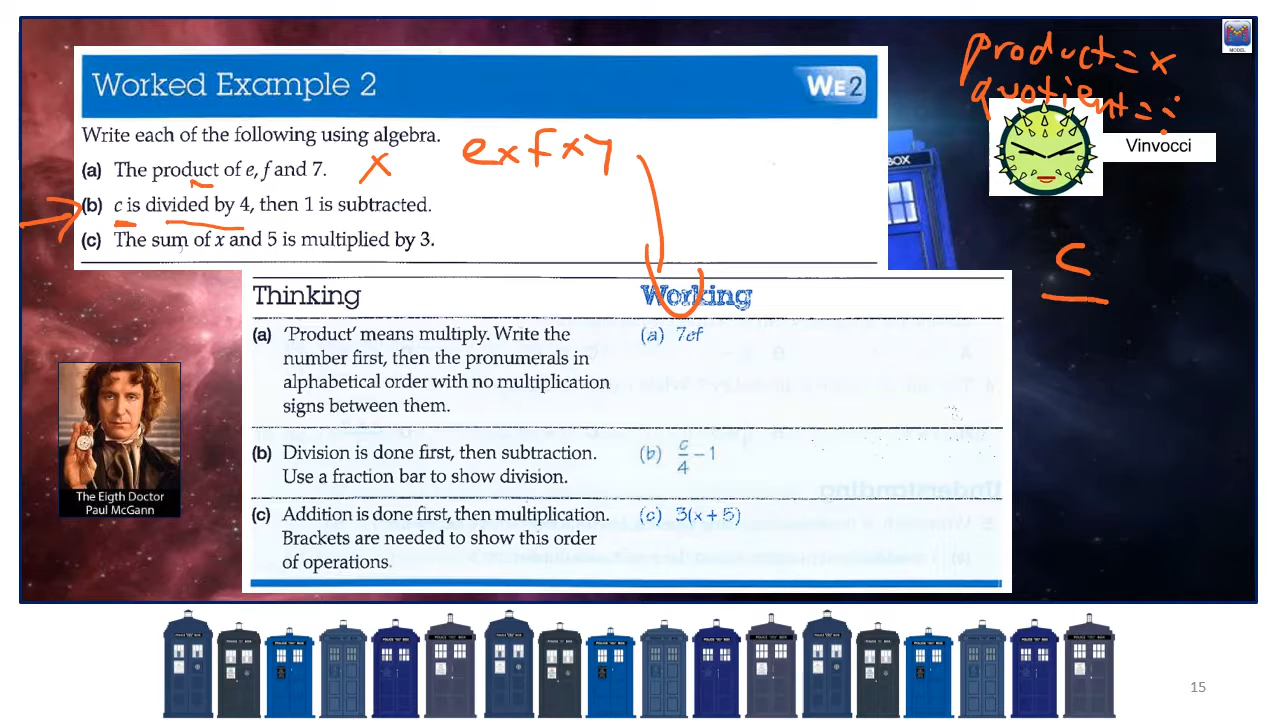 product = x
quotient = ÷
MODEL
Worked Example 2
W.E 2
Write each of the following using algebra.
(a) The product of e, f and 7.
x
e x f x 7
(b) c is divided by 4, then 1 is subtracted.
(c) The sum of x and 5 is multiplied by 3.
BOX
Vinvocci
c
Thinking
Working
(a) ‘Product’ means multiply. Write the
number first, then the pronumerals in
alphabetical order with no multiplication
signs between them.
(a) 7ef
(b) Division is done first, then subtraction.
Use a fraction bar to show division.
(b) c/4 – 1
(c) Addition is done first, then multiplication.
Brackets are needed to show this order
of operations.
(c) 3(x + 5)
The Eigth Doctor
Paul McGann
15